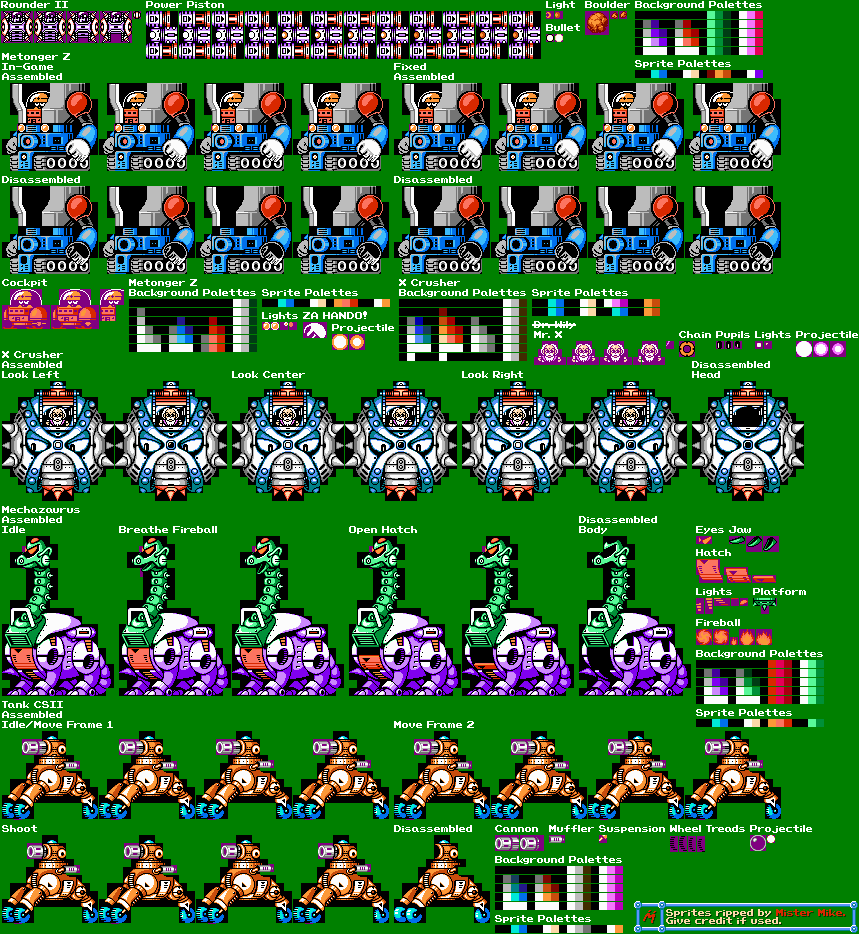 Rounder II
Power Piston
Light
Boulder
Background Palettes
Bullet
Sprite Palettes
Metonger Z
In-Game
Assembled
Fixed
Assembled
Disassembled
Disassembled
Cockpit
Metonger Z
Background Palettes
Sprite Palettes
Lights
ZA HANDO!
Projectile
X Crusher
Background Palettes
Sprite Palettes
Dr. Wily
Mr. X
Chain
Pupils
Lights
Projectile
X Crusher
Assembled
Look Left
Look Center
Look Right
Disassembled
Head
Mechazaurus
Assembled
Idle
Breathe Fireball
Open Hatch
Disassembled
Body
Eyes
Jaw
Hatch
Lights
Platform
Fireball
Background Palettes
Sprite Palettes
Tank CSII
Assembled
Idle/Move Frame 1
Move Frame 2
Shoot
Disassembled
Cannon
Muffler
Suspension
Wheel
Treads
Projectile
Background Palettes
Sprite Palettes
M
Sprites ripped by Mister Mike.
Give credit if used.